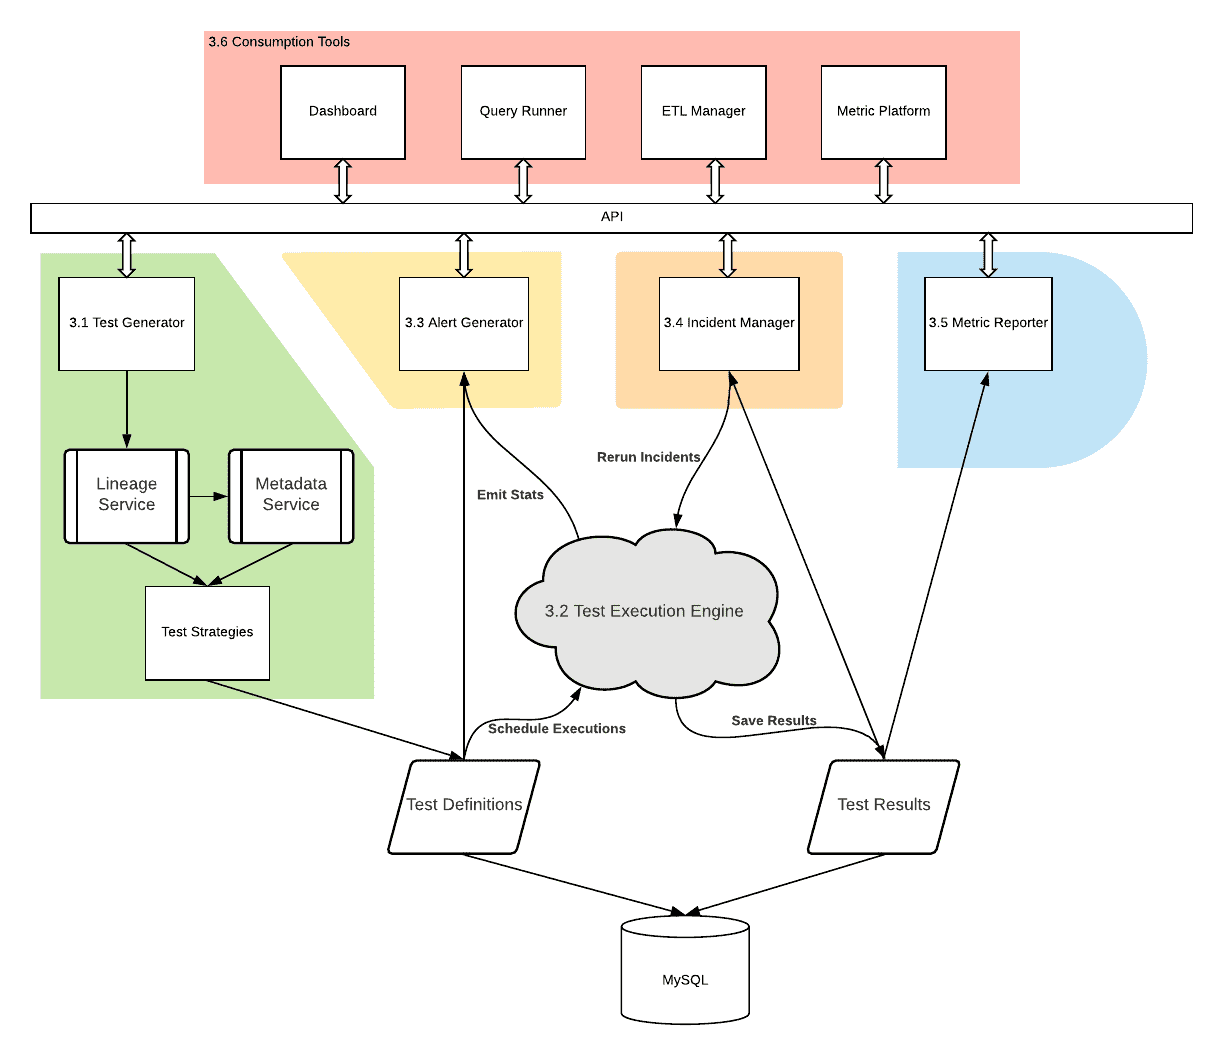 3.6 Consumption Tools
Dashboard
Query Runner
ETL Manager
Metric Platform
API
3.1 Test Generator
3.3 Alert Generator
3.4 Incident Manager
3.5 Metric Reporter
Rerun Incidents
Lineage
Service
Metadata
Service
Emit Stats
3.2 Test Execution Engine
Test Strategies
Schedule Executions
Save Results
Test Definitions
Test Results
MySQL